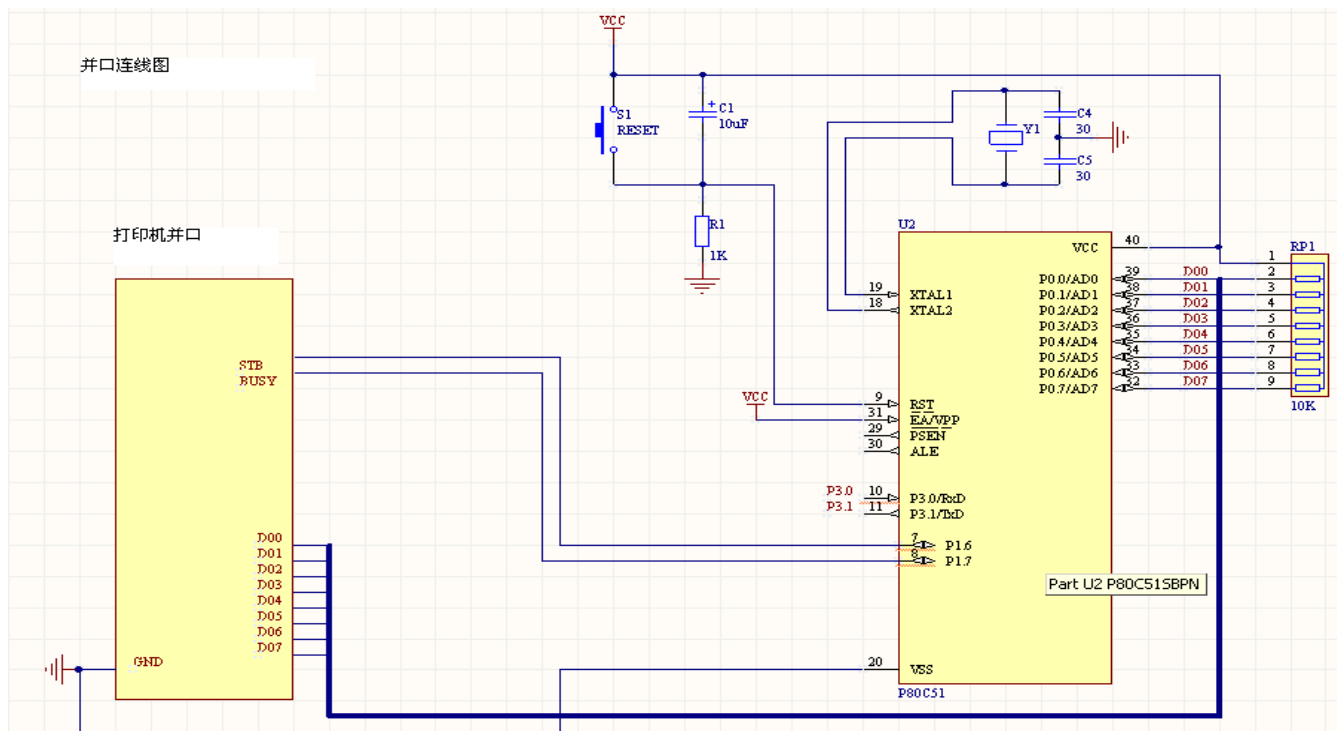 VCC
并口连线图
S1
RESET
C1
10uF
Y1
C4
30
C5
30
打印机并口
R1
1K
U2
VCC 40
RP1
1
19 XTAL1
18 XTAL2
P0.0/AD0 39 D00 2
P0.1/AD1 38 D01 3
P0.2/AD2 37 D02 4
P0.3/AD3 36 D03 5
P0.4/AD4 35 D04 6
P0.5/AD5 34 D05 7
P0.6/AD6 33 D06 8
P0.7/AD7 32 D07 9
10K
STB
BUSY
VCC
9 RST
31 EA/VPP
29 PSEN
30 ALE
P3.0 10 P3.0/RxD
P3.1 11 P3.1/TxD
7 P1.6
8 P1.7
Part U2 P80C51SBPN
D00
D01
D02
D03
D04
D05
D06
D07
GND
20 VSS
P80C51